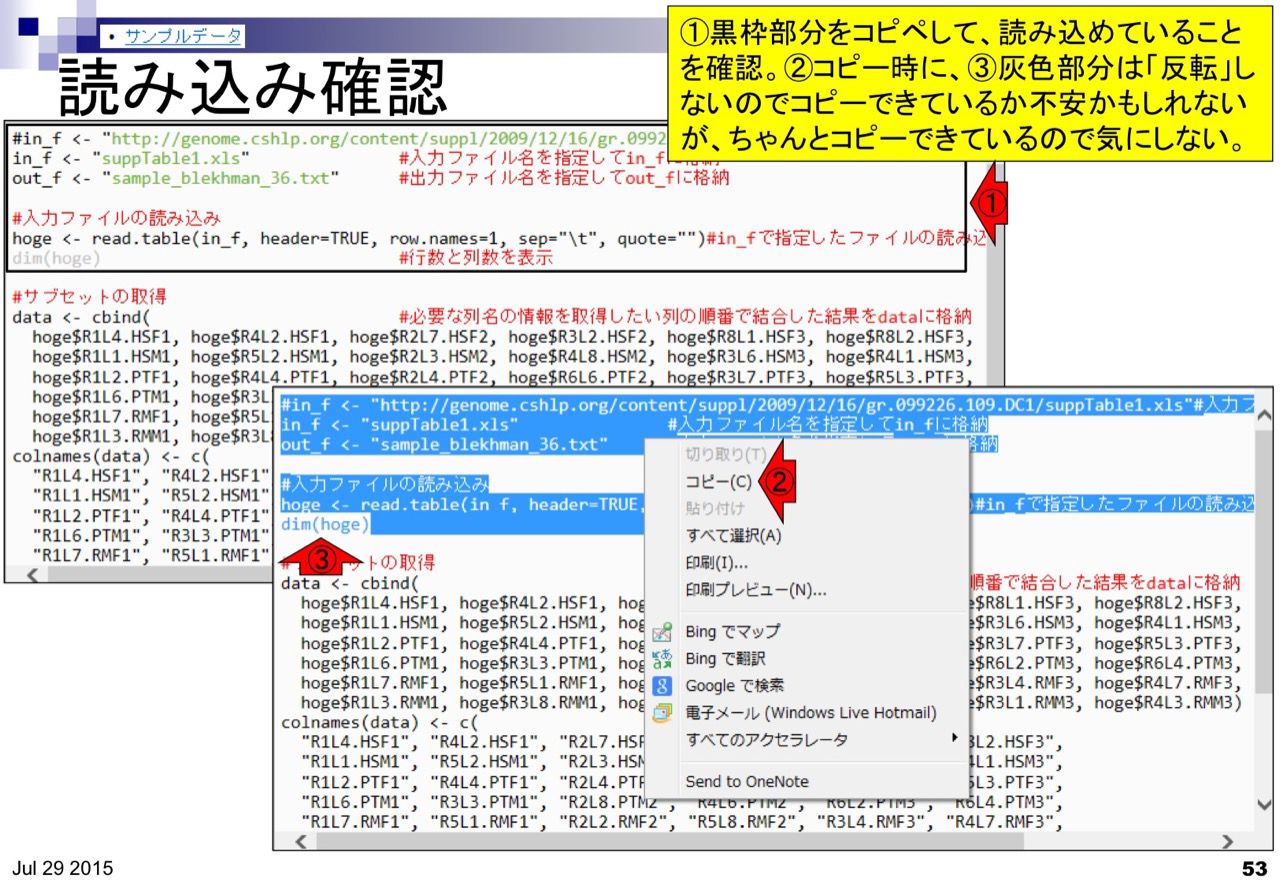 ・サンプルデータ
読み込み確認
①黒枠部分をコピペして、読み込めていること
を確認。②コピー時に、③灰色部分は「反転」し
ないのでコピーできているか不安かもしれない
が、ちゃんとコピーできているので気にしない。
#in_f <- "http://genome.cshlp.org/content/suppl/2009/12/16/gr.0992
in_f <- "suppTable1.xls" #入力ファイル名を指定してin_fに格納
out_f <- "sample_blekhman_36.txt" #出力ファイル名を指定してout_fに格納
①
#入力ファイルの読み込み
hoge <- read.table(in_f, header=TRUE, row.names=1, sep="\t", quote="")#in_fで指定したファイルの読み込
dim(hoge) #行数と列数を表示
#サブセットの取得
data <- cbind( #必要な列名の情報を取得したい列の順番で結合した結果をdataに格納
hoge$R1L4.HSF1, hoge$R4L2.HSF1, hoge$R2L7.HSF2, hoge$R3L2.HSF2, hoge$R8L1.HSF3, hoge$R8L2.HSF3,
hoge$R1L1.HSM1, hoge$R5L2.HSM1, hoge$R2L3.HSM2, hoge$R4L8.HSM2, hoge$R3L6.HSM3, hoge$R4L1.HSM3,
hoge$R1L2.PTF1, hoge$R4L4.PTF1, hoge$R2L4.PTF2, hoge$R6L6.PTF2, hoge$R3L7.PTF3, hoge$R5L3.PTF3,
hoge$R1L6.PTM1, hoge$R3L
hoge$R1L7.RMF1, hoge$R5L
hoge$R1L3.RMM1, hoge$R3L
colnames(data) <- c(
"R1L4.HSF1", "R4L2.HSF1"
"R1L1.HSM1", "R5L2.HSM1"
"R1L2.PTF1", "R4L4.PTF1"
"R1L6.PTM1", "R3L3.PTM1"
"R1L7.RMF1", "R5L1.RMF1"
#in_f <- "http://genome.cshlp.org/content/suppl/2009/12/16/gr.099226.109.DC1/suppTable1.xls"#入力フ
in_f <- "suppTable1.xls" #入力ファイル名を指定してin_fに格納
out_f <- "sample_blekhman_36.txt" 格納
#入力ファイルの読み込み
hoge <- read.table(in_f, header=TRUE, )#in_fで指定したファイルの読み込
dim(hoge)
③
ットの取得
data <- cbind( 順番で結合した結果をdataに格納
hoge$R1L4.HSF1, hoge$R4L2.HSF1, hog e$R8L1.HSF3, hoge$R8L2.HSF3,
hoge$R1L1.HSM1, hoge$R5L2.HSM1, hog e$R3L6.HSM3, hoge$R4L1.HSM3,
hoge$R1L2.PTF1, hoge$R4L4.PTF1, hog e$R3L7.PTF3, hoge$R5L3.PTF3,
hoge$R1L6.PTM1, hoge$R3L3.PTM1, hog e$R6L2.PTM3, hoge$R6L4.PTM3,
hoge$R1L7.RMF1, hoge$R5L1.RMF1, hog e$R3L4.RMF3, hoge$R4L7.RMF3,
hoge$R1L3.RMM1, hoge$R3L8.RMM1, hog e$R3L1.RMM3, hoge$R4L3.RMM3)
colnames(data) <- c(
"R1L4.HSF1", "R4L2.HSF1", "R2L7.HSF 8L2.HSF3",
"R1L1.HSM1", "R5L2.HSM1", "R2L3.HSM 4L1.HSM3",
"R1L2.PTF1", "R4L4.PTF1", "R2L4.PTF 5L3.PTF3",
"R1L6.PTM1", "R3L3.PTM1", "R2L8.PTM2", "R4L6.PTM2", "R6L2.PTM3", "R6L4.PTM3",
"R1L7.RMF1", "R5L1.RMF1", "R2L2.RMF2", "R5L8.RMF2", "R3L4.RMF3", "R4L7.RMF3",
切り取り(T)
コピー(C) ②
貼り付け
すべて選択(A)
印刷(I)...
印刷プレビュー(N)...
Bing でマップ
Bing で翻訳
Google で検索
電子メール (Windows Live Hotmail)
すべてのアクセラレータ
Send to OneNote
Jul 29 2015
53